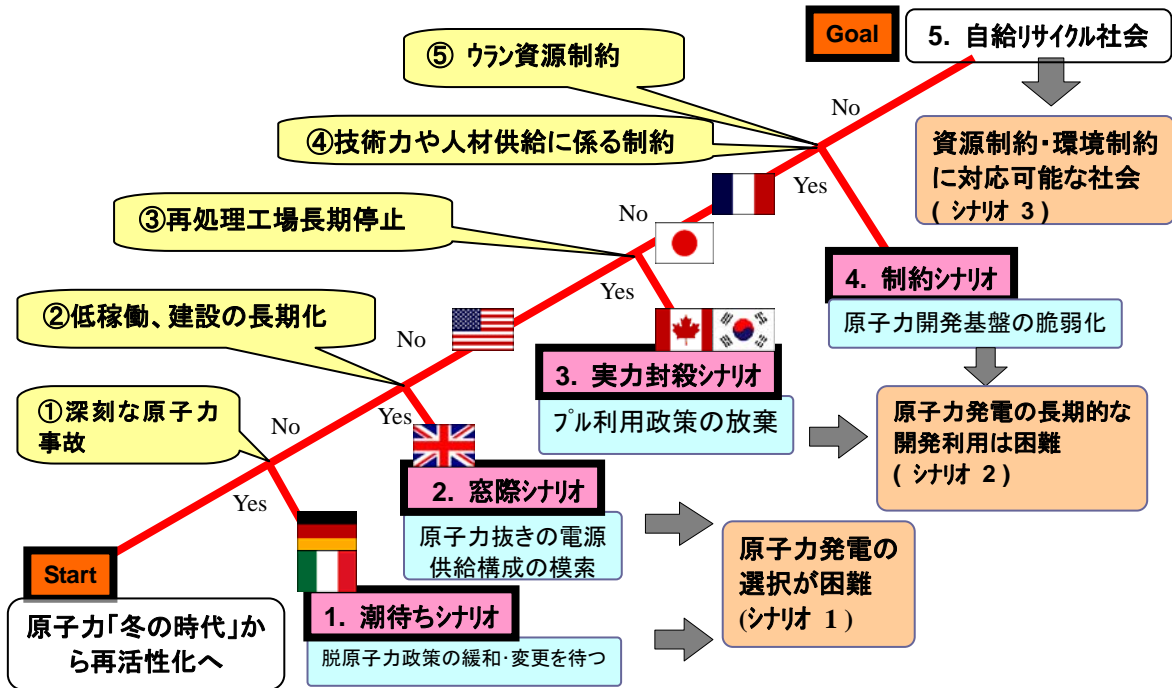 Goal
5. 自給リサイクル社会
⑤ ウラン資源制約
No
④技術力や人材供給に係る制約
資源制約・環境制約
に対応可能な社会
( シナリオ 3 )
Yes
③再処理工場長期停止
No
4. 制約シナリオ
原子力開発基盤の脆弱化
Yes
②低稼働、建設の長期化
No
3. 実力封殺シナリオ
プル利用政策の放棄
原子力発電の長期的な
開発利用は困難
( シナリオ 2 )
①深刻な原子力
事故
No
Yes
2. 窓際シナリオ
原子力抜きの電源
供給構成の模索
Yes
原子力発電の
選択が困難
(シナリオ 1 )
Start
原子力「冬の時代」か
ら再活性化へ
1. 潮待ちシナリオ
脱原子力政策の緩和・変更を待つ